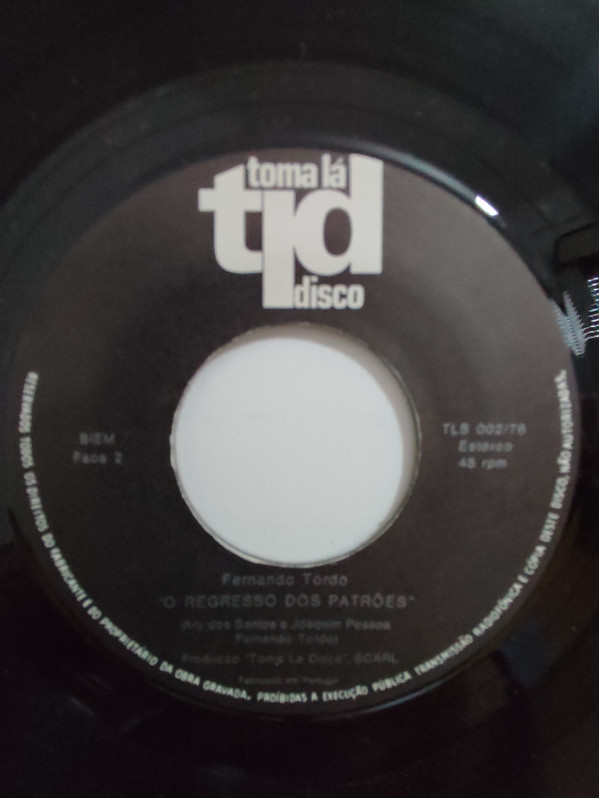 toma lá
tld
disco
BIEM
Face 2
TLS 002/76
Estéreo
45 rpm
Fernando Tordo
"O REGRESSO DOS PATRÕES"
(Ary dos Santos e Joaquim Pessoa
Fernando Tordo)
Produção "Toma Lá Disco", SCARL
Fabricado em Portugal
RESERVADOS TODOS OS DIREITOS DO FABRICANTE E DO PROPRIETÁRIO DA OBRA GRAVADA. PROIBIDAS A EXECUÇÃO PÚBLICA TRANSMISSÃO RADIOFÓNICA E CÓPIA DESTE DISCO, NÃO AUTORIZADAS.